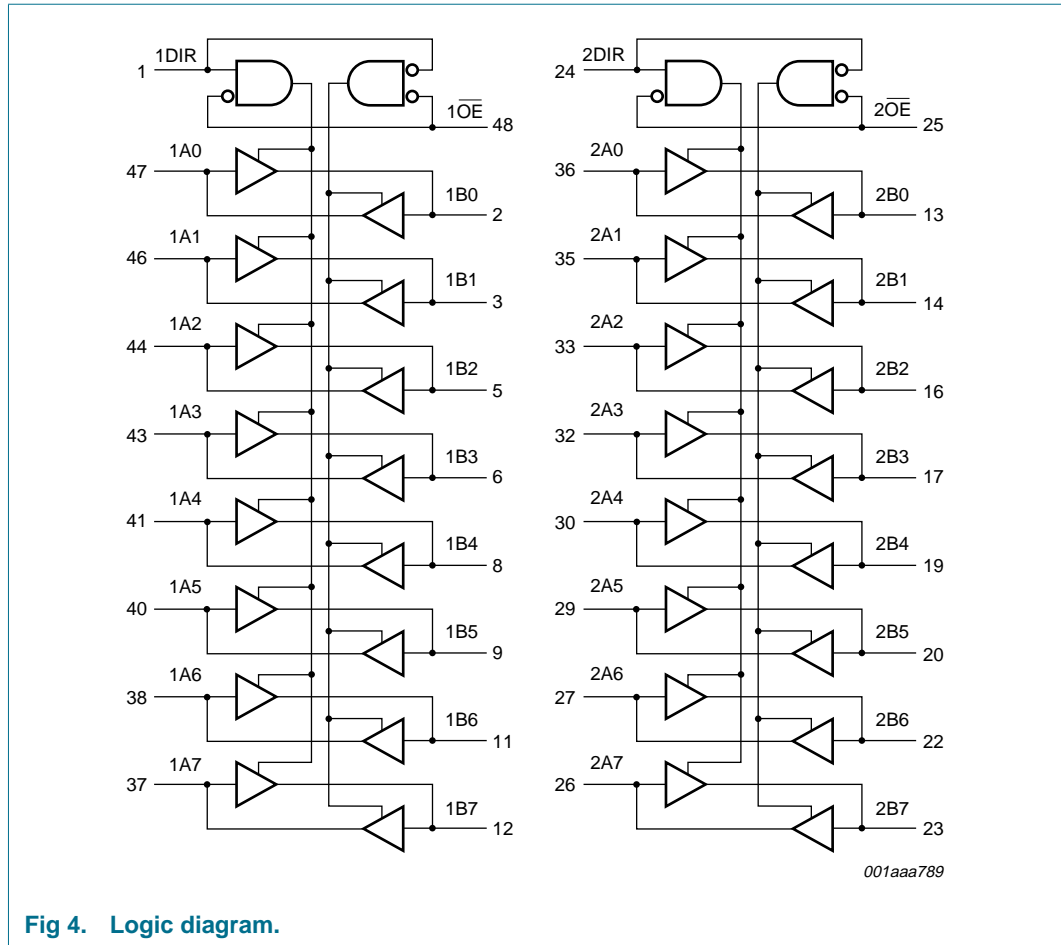 1DIR
1
1OE
48
1A0
47
1B0
2
1A1
46
1B1
3
1A2
44
1B2
5
1A3
43
1B3
6
1A4
41
1B4
8
1A5
40
1B5
9
1A6
38
1B6
11
1A7
37
1B7
12
2DIR
24
2OE
25
2A0
36
2B0
13
2A1
35
2B1
14
2A2
33
2B2
16
2A3
32
2B3
17
2A4
30
2B4
19
2A5
29
2B5
20
2A6
27
2B6
22
2A7
26
2B7
23
001aaa789
Fig 4. Logic diagram.